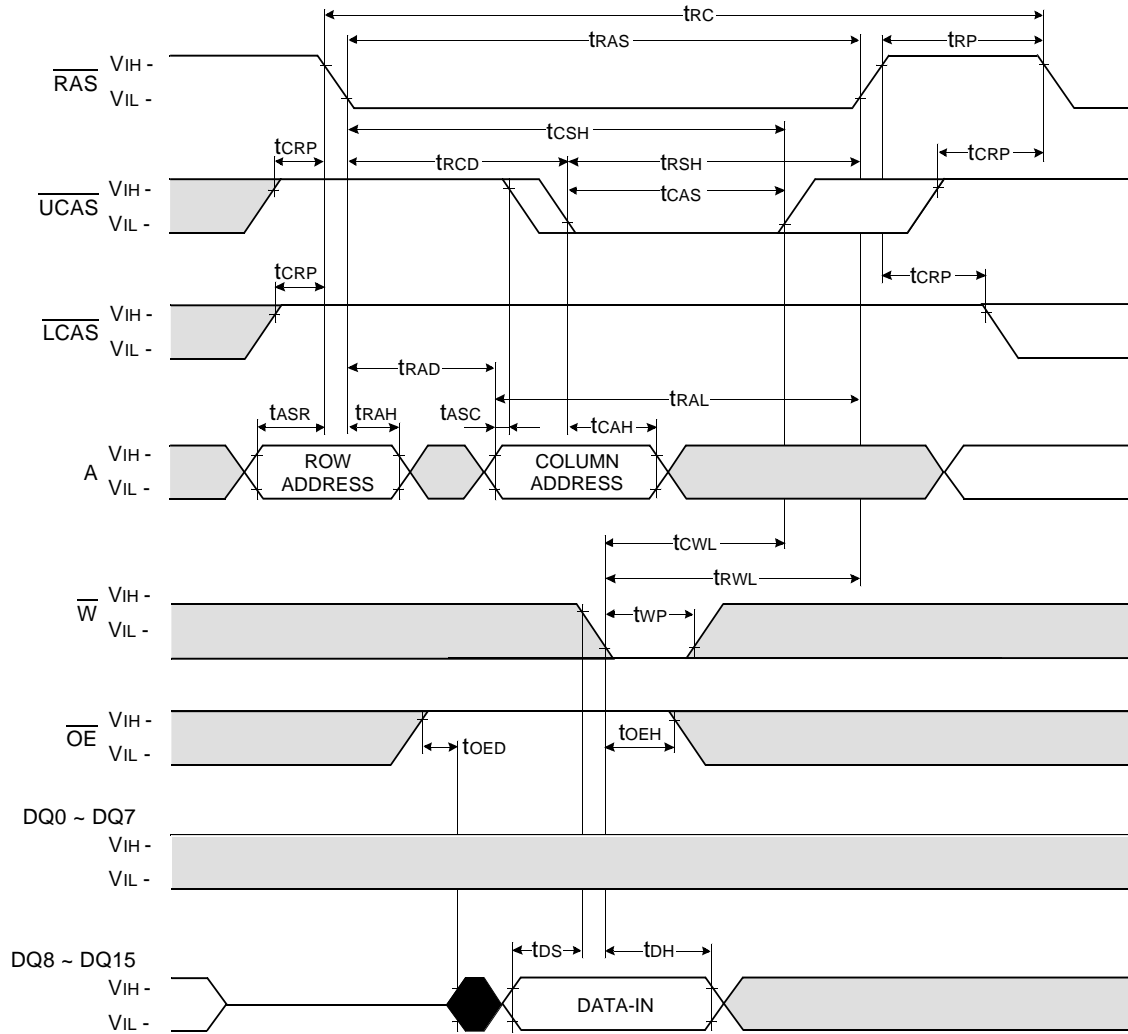 tRC
tRAS
tRP
RAS
VIH -
VIL -
tCSH
tCRP
tRCD
tRSH
tCRP
UCAS
VIH -
VIL -
tCAS
tCRP
tCRP
LCAS
VIH -
VIL -
tRAD
tRAL
tASR
tRAH
tASC
tCAH
A
VIH -
VIL -
ROW
ADDRESS
COLUMN
ADDRESS
tCWL
tRWL
W
VIH -
VIL -
tWP
OE
VIH -
VIL -
tOED
tOEH
DQ0 ~ DQ7
VIH -
VIL -
tDS
tDH
DQ8 ~ DQ15
VIH -
VIL -
DATA-IN